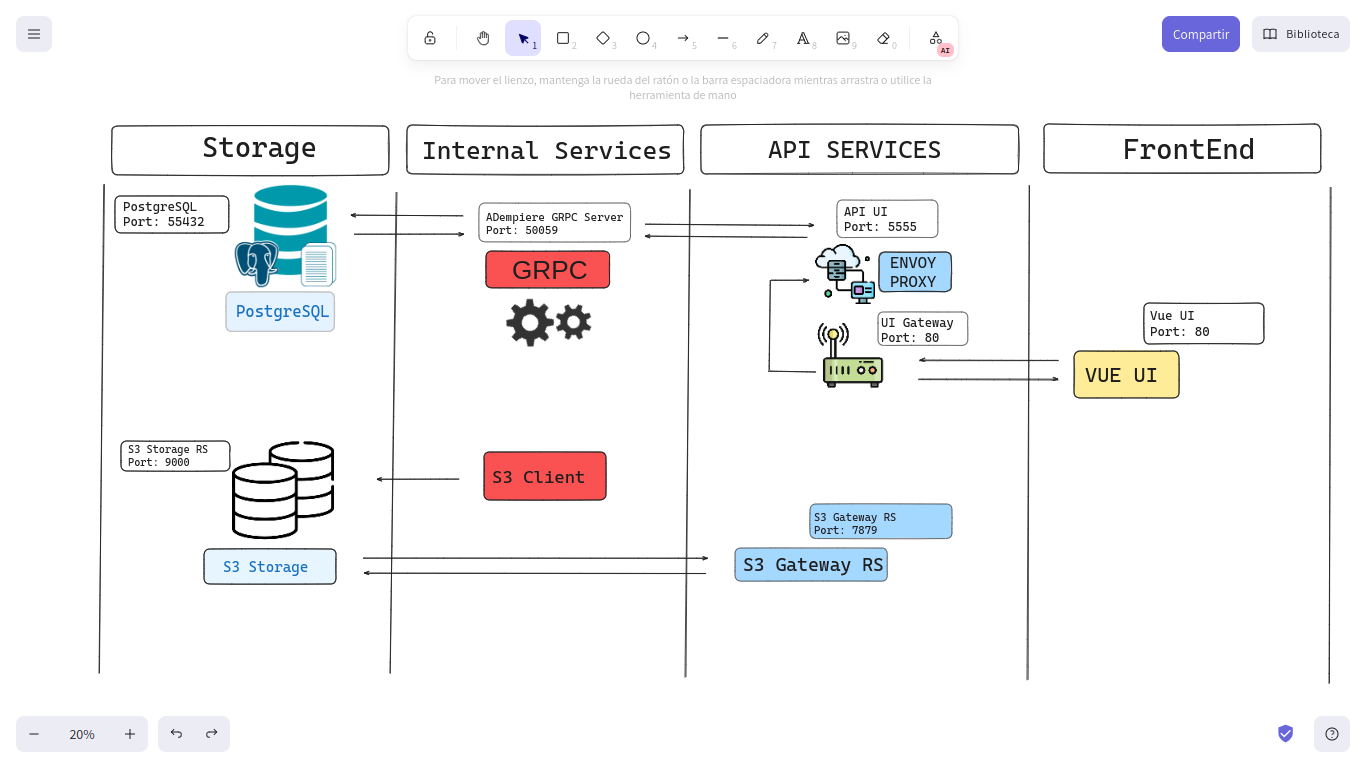 1
2
3
4
5
6
7
8
9
0
AI
Compartir
Biblioteca
Para mover el lienzo, mantenga la rueda del ratón o la barra espaciadora mientras arrastra o utilice la
herramienta de mano
Storage
Internal Services
API SERVICES
FrontEnd
PostgreSQL
Port: 55432
PostgreSQL
ADempiere GRPC Server
Port: 50059
GRPC
API UI
Port: 5555
ENVOY
PROXY
UI Gateway
Port: 80
Vue UI
Port: 80
VUE UI
S3 Storage RS
Port: 9000
S3 Storage
S3 Client
S3 Gateway RS
Port: 7879
S3 Gateway RS
20%